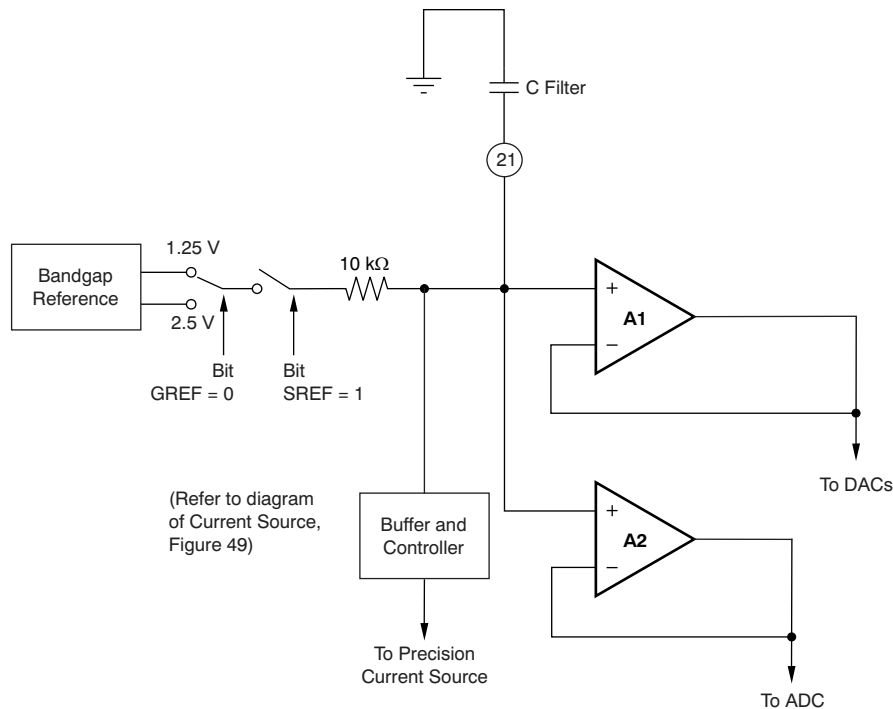 C Filter
21
1.25 V
Bandgap
Reference
2.5 V
10 kΩ
Bit
GREF = 0
Bit
SREF = 1
+
A1
−
To DACs
(Refer to diagram
of Current Source,
Figure 49)
Buffer and
Controller
+
A2
−
To Precision
Current Source
To ADC